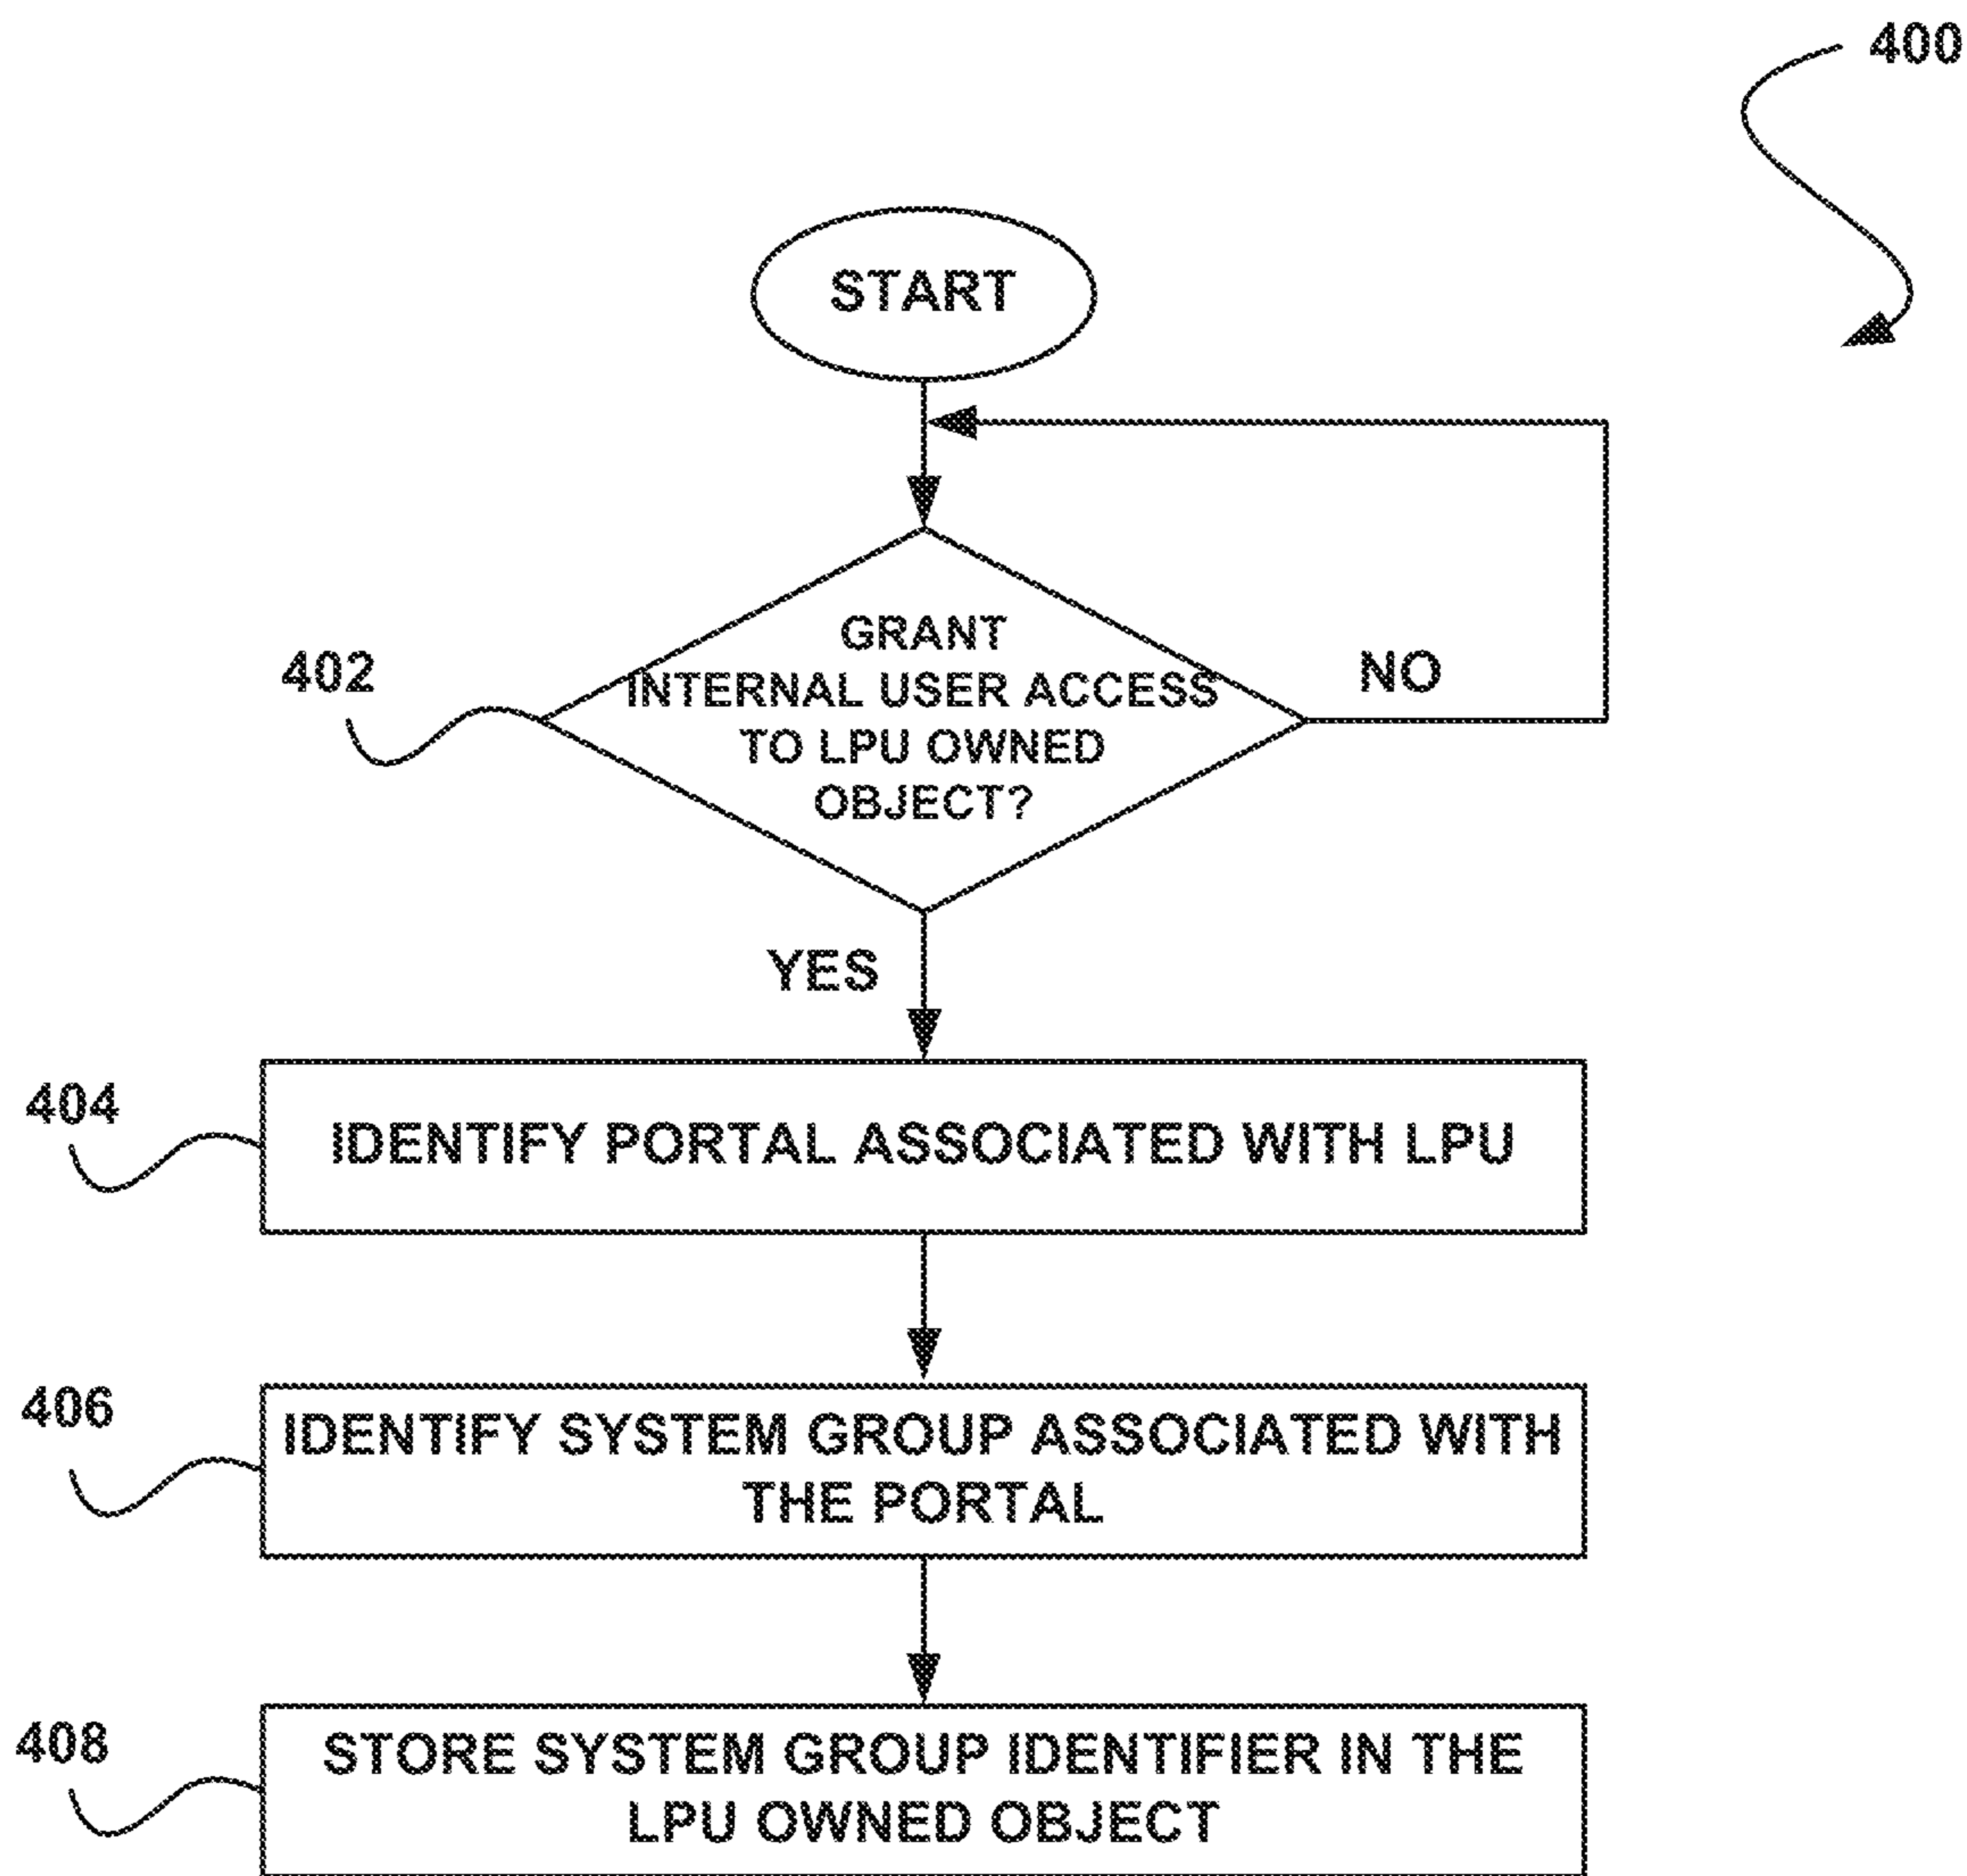 400
START
GRANT
INTERNAL USER ACCESS
TO LPU OWNED
OBJECT?
402
NO
YES
404
IDENTIFY PORTAL ASSOCIATED WITH LPU
406
IDENTIFY SYSTEM GROUP ASSOCIATED WITH
THE PORTAL
408
STORE SYSTEM GROUP IDENTIFIER IN THE
LPU OWNED OBJECT